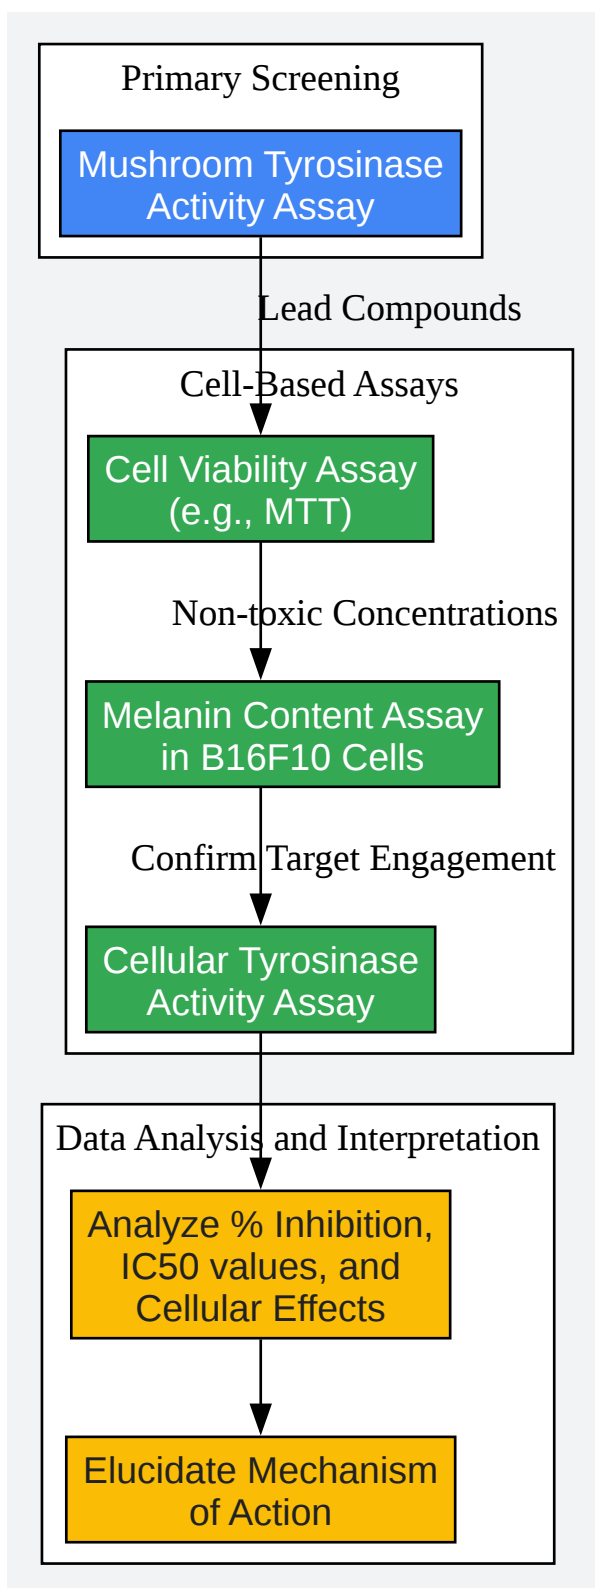 Primary Screening
Mushroom Tyrosinase
Activity Assay
Lead Compounds
Cell-Based Assays
Cell Viability Assay
(e.g., MTT)
Non-toxic Concentrations
Melanin Content Assay
in B16F10 Cells
Confirm Target Engagement
Cellular Tyrosinase
Activity Assay
Data Analysis and Interpretation
Analyze % Inhibition,
IC50 values, and
Cellular Effects
Elucidate Mechanism
of Action